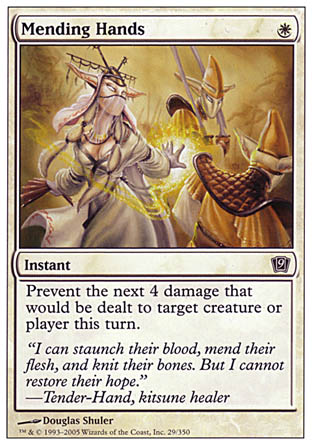 Mending Hands
Instant
9
Prevent the next 4 damage that
would be dealt to target creature or
player this turn.
“I can staunch their blood, mend their
flesh, and knit their bones. But I cannot
restore their hope.”
—Tender-Hand, kitsune healer
Douglas Shuler
™ & © 1993–2005 Wizards of the Coast, Inc. 29/350